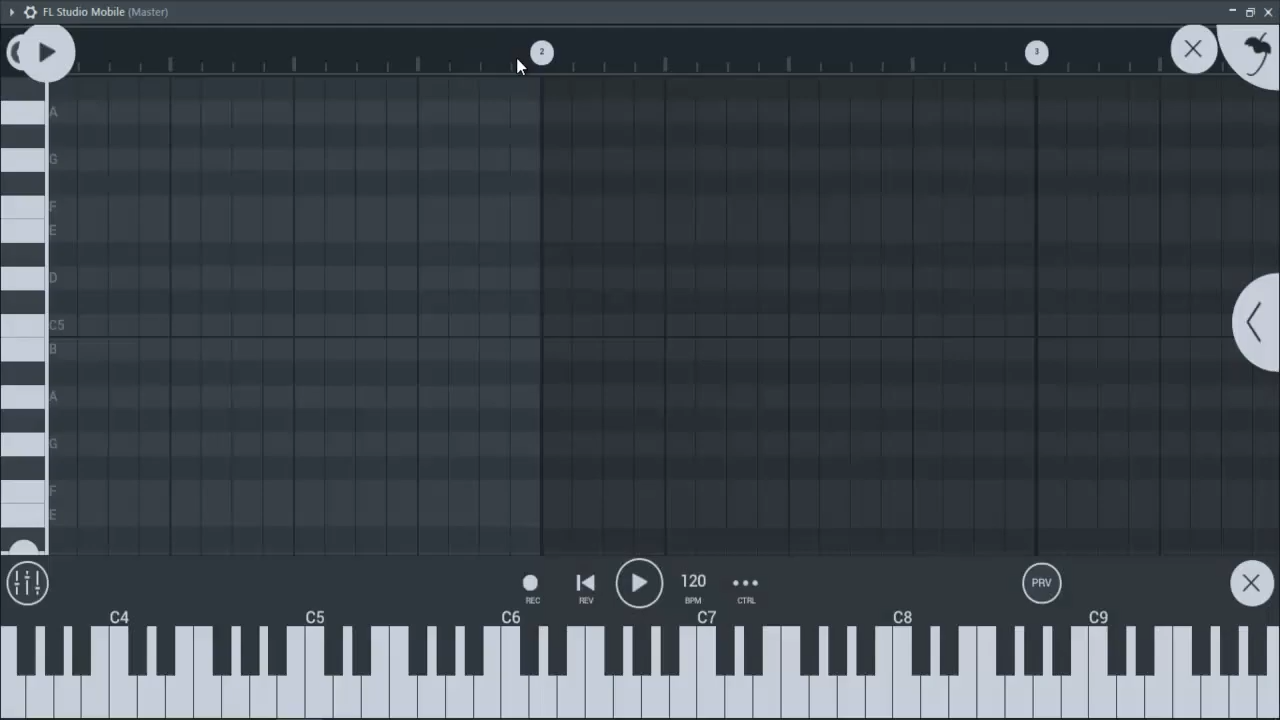 FL Studio Mobile (Master)
2
3
A
G
F
E
D
C5
B
A
G
F
E
120
PRV
REC
REV
BPM
CTRL
C4
C5
C6
C7
C8
C9